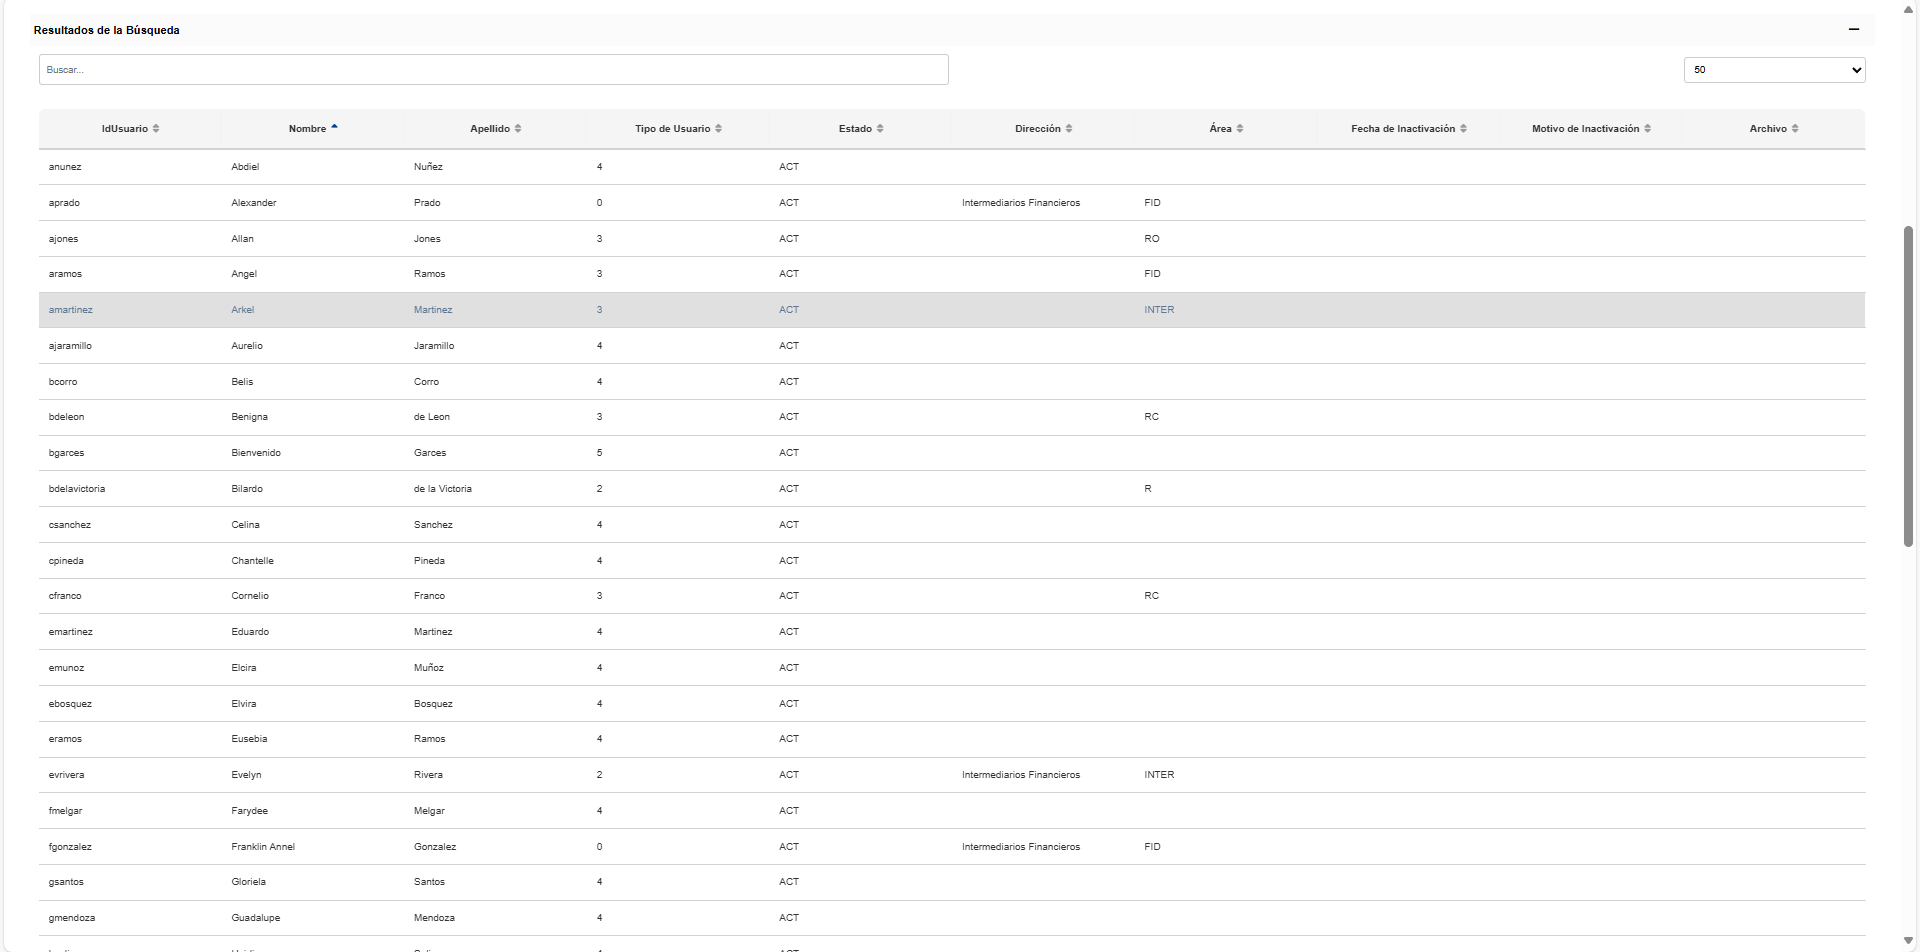 Resultados de la Búsqueda
Buscar...
50
IdUsuario Nombre Apellido Tipo de Usuario Estado Dirección Área Fecha de Inactivación Motivo de Inactivación Archivo
anunez Abdiel Nuñez 4 ACT
aprado Alexander Prado 0 ACT Intermediarios Financieros FID
ajones Allan Jones 3 ACT RO
aramos Angel Ramos 3 ACT FID
amartinez Arkel Martinez 3 ACT INTER
ajaramillo Aurelio Jaramillo 4 ACT
bcorro Belis Corro 4 ACT
bdeleon Benigna de Leon 3 ACT RC
bgarces Bienvenido Garces 5 ACT
bdelavictoria Bilardo de la Victoria 2 ACT R
csanchez Celina Sanchez 4 ACT
cpineda Chantelle Pineda 4 ACT
cfranco Cornelio Franco 3 ACT RC
emartinez Eduardo Martinez 4 ACT
emunoz Elcira Muñoz 4 ACT
ebosquez Elvira Bosquez 4 ACT
eramos Eusebia Ramos 4 ACT
evrivera Evelyn Rivera 2 ACT Intermediarios Financieros INTER
fmelgar Farydee Melgar 4 ACT
fgonzalez Franklin Annel Gonzalez 0 ACT Intermediarios Financieros FID
gsantos Gloriela Santos 4 ACT
gmendoza Guadalupe Mendoza 4 ACT